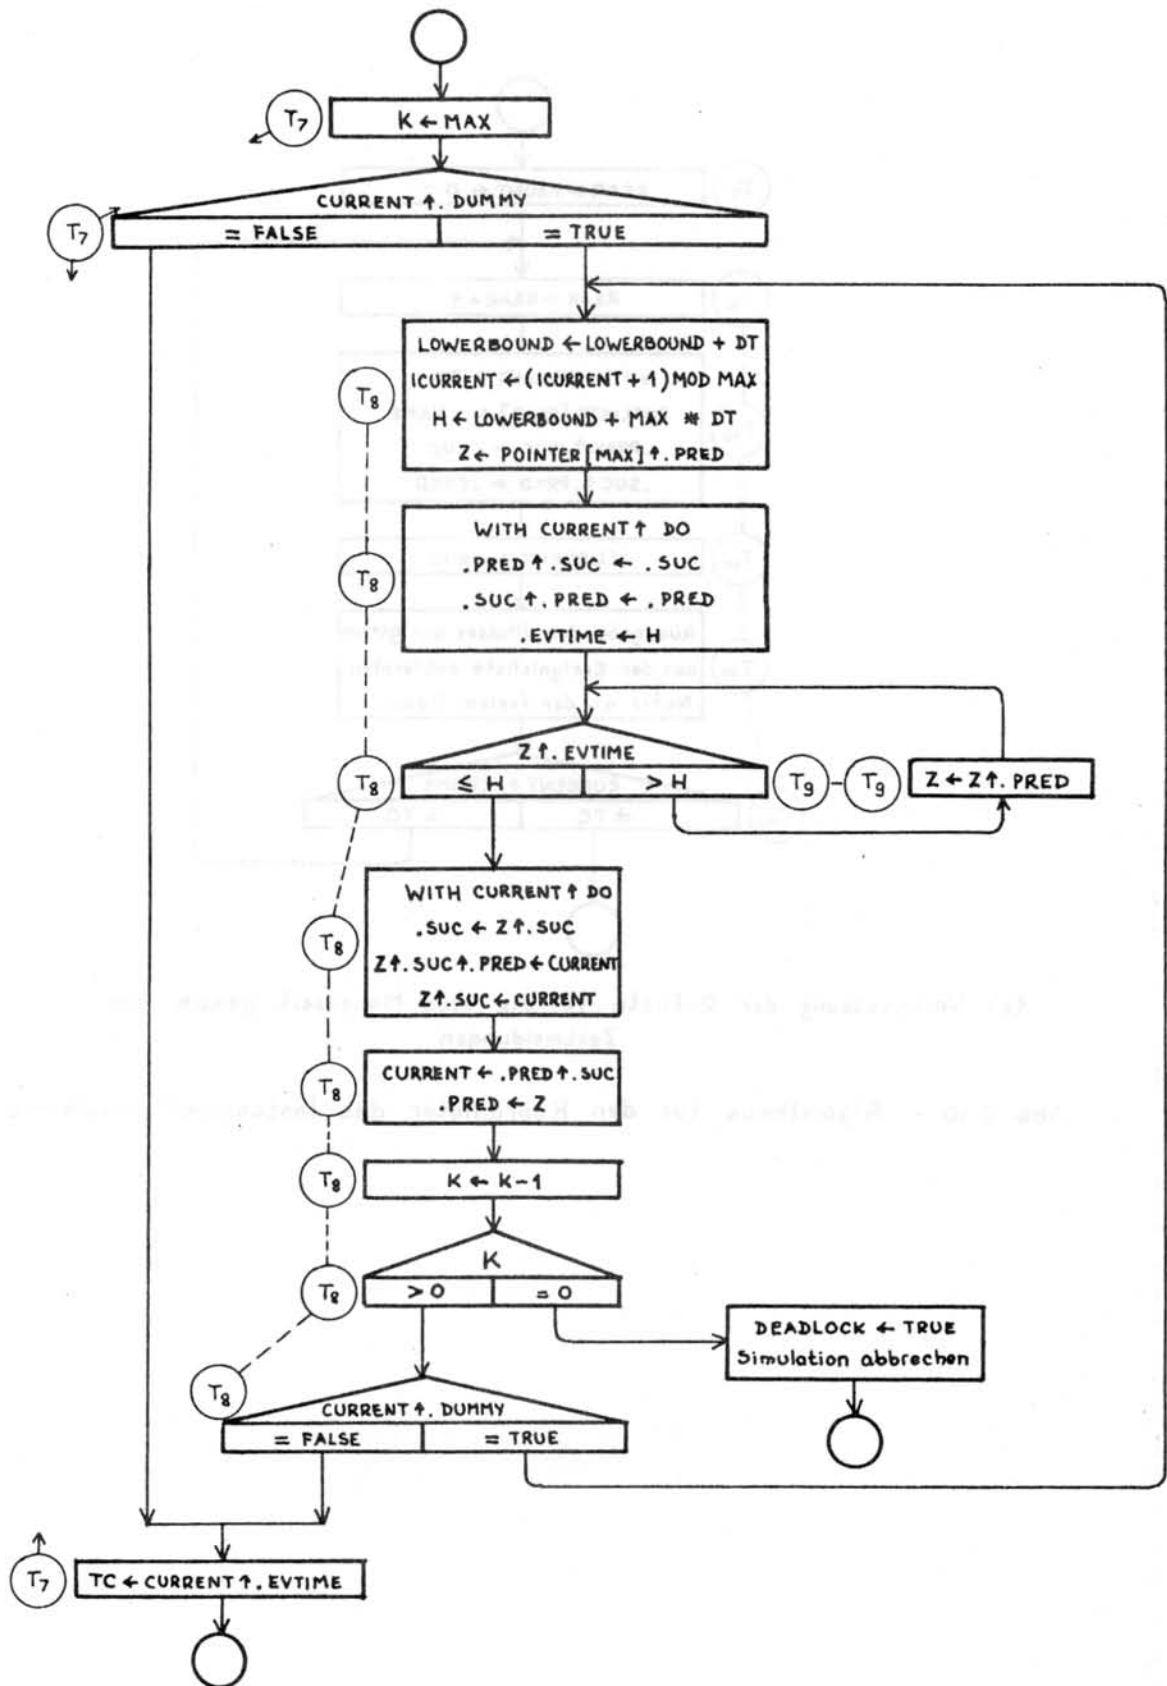 T7
K ← MAX
CURRENT ↑. DUMMY
T7
= FALSE
= TRUE
LOWERBOUND ← LOWERBOUND + DT
ICURRENT ← (ICURRENT + 1) MOD MAX
H ← LOWERBOUND + MAX * DT
Z ← POINTER [MAX] ↑. PRED
T8
WITH CURRENT ↑ DO
.PRED ↑. SUC ← .SUC
.SUC ↑. PRED ← .PRED
.EVTIME ← H
T8
Z↑. EVTIME
T8
≤ H
> H
T9 - T9
Z ← Z↑. PRED
WITH CURRENT ↑ DO
.SUC ← Z↑. SUC
Z↑. SUC ↑. PRED ← CURRENT
Z↑. SUC ← CURRENT
T8
CURRENT ← .PRED ↑. SUC
.PRED ← Z
T8
T8
K ← K-1
K
T8
> 0
= 0
DEADLOCK ← TRUE
Simulation abbrechen
T8
CURRENT ↑. DUMMY
= FALSE
= TRUE
T7
TC ← CURRENT ↑. EVTIME